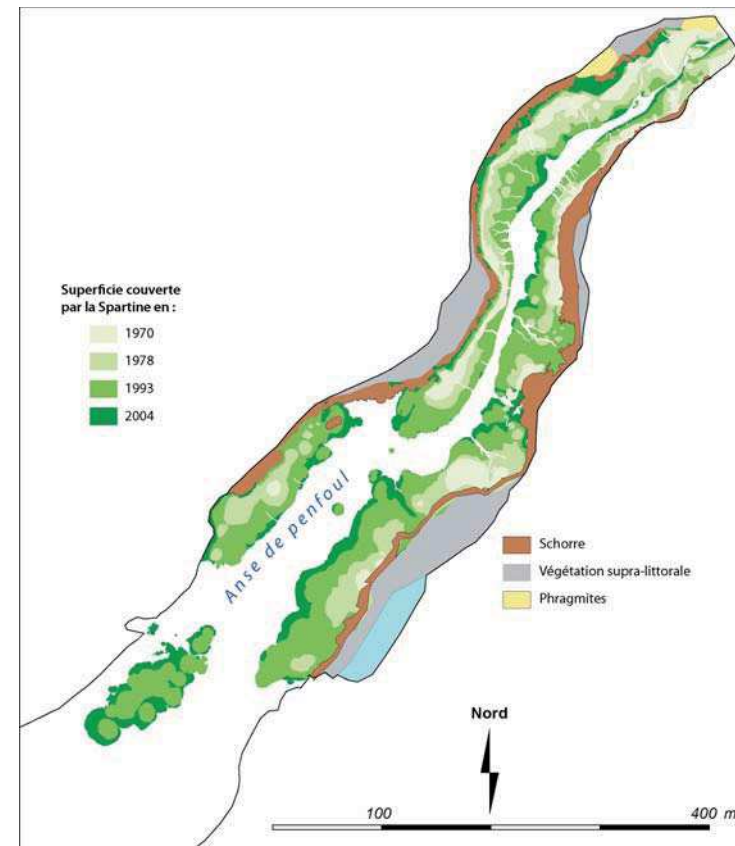 Superficie couverte
par la Spartine en :
1970
1978
1993
2004
Anse de penfoul
Schorre
Végétation supra-littorale
Phragmites
Nord
100
400 m